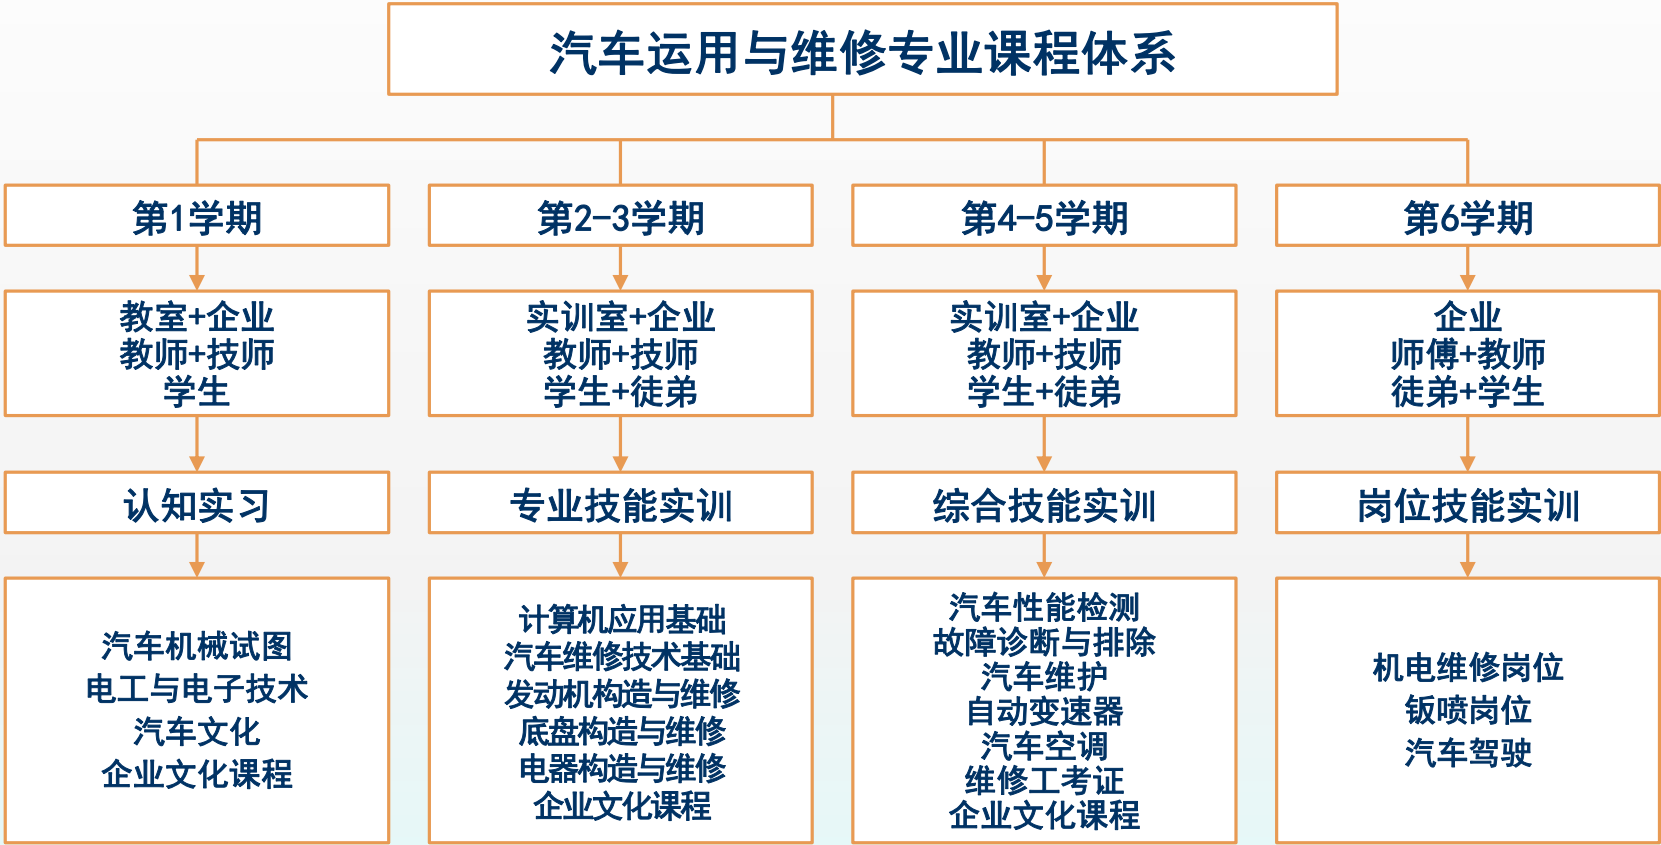 汽车运用与维修专业课程体系
第1学期
第2-3学期
第4-5学期
第6学期
教室+企业
教师+技师
学生
实训室+企业
教师+技师
学生+徒弟
实训室+企业
教师+技师
学生+徒弟
企业
师傅+教师
徒弟+学生
认知实习
专业技能实训
综合技能实训
岗位技能实训
汽车机械试图
电工与电子技术
汽车文化
企业文化课程
计算机应用基础
汽车维修技术基础
发动机构造与维修
底盘构造与维修
电器构造与维修
企业文化课程
汽车性能检测
故障诊断与排除
汽车维护
自动变速器
汽车空调
维修工考证
企业文化课程
机电维修岗位
钣喷岗位
汽车驾驶